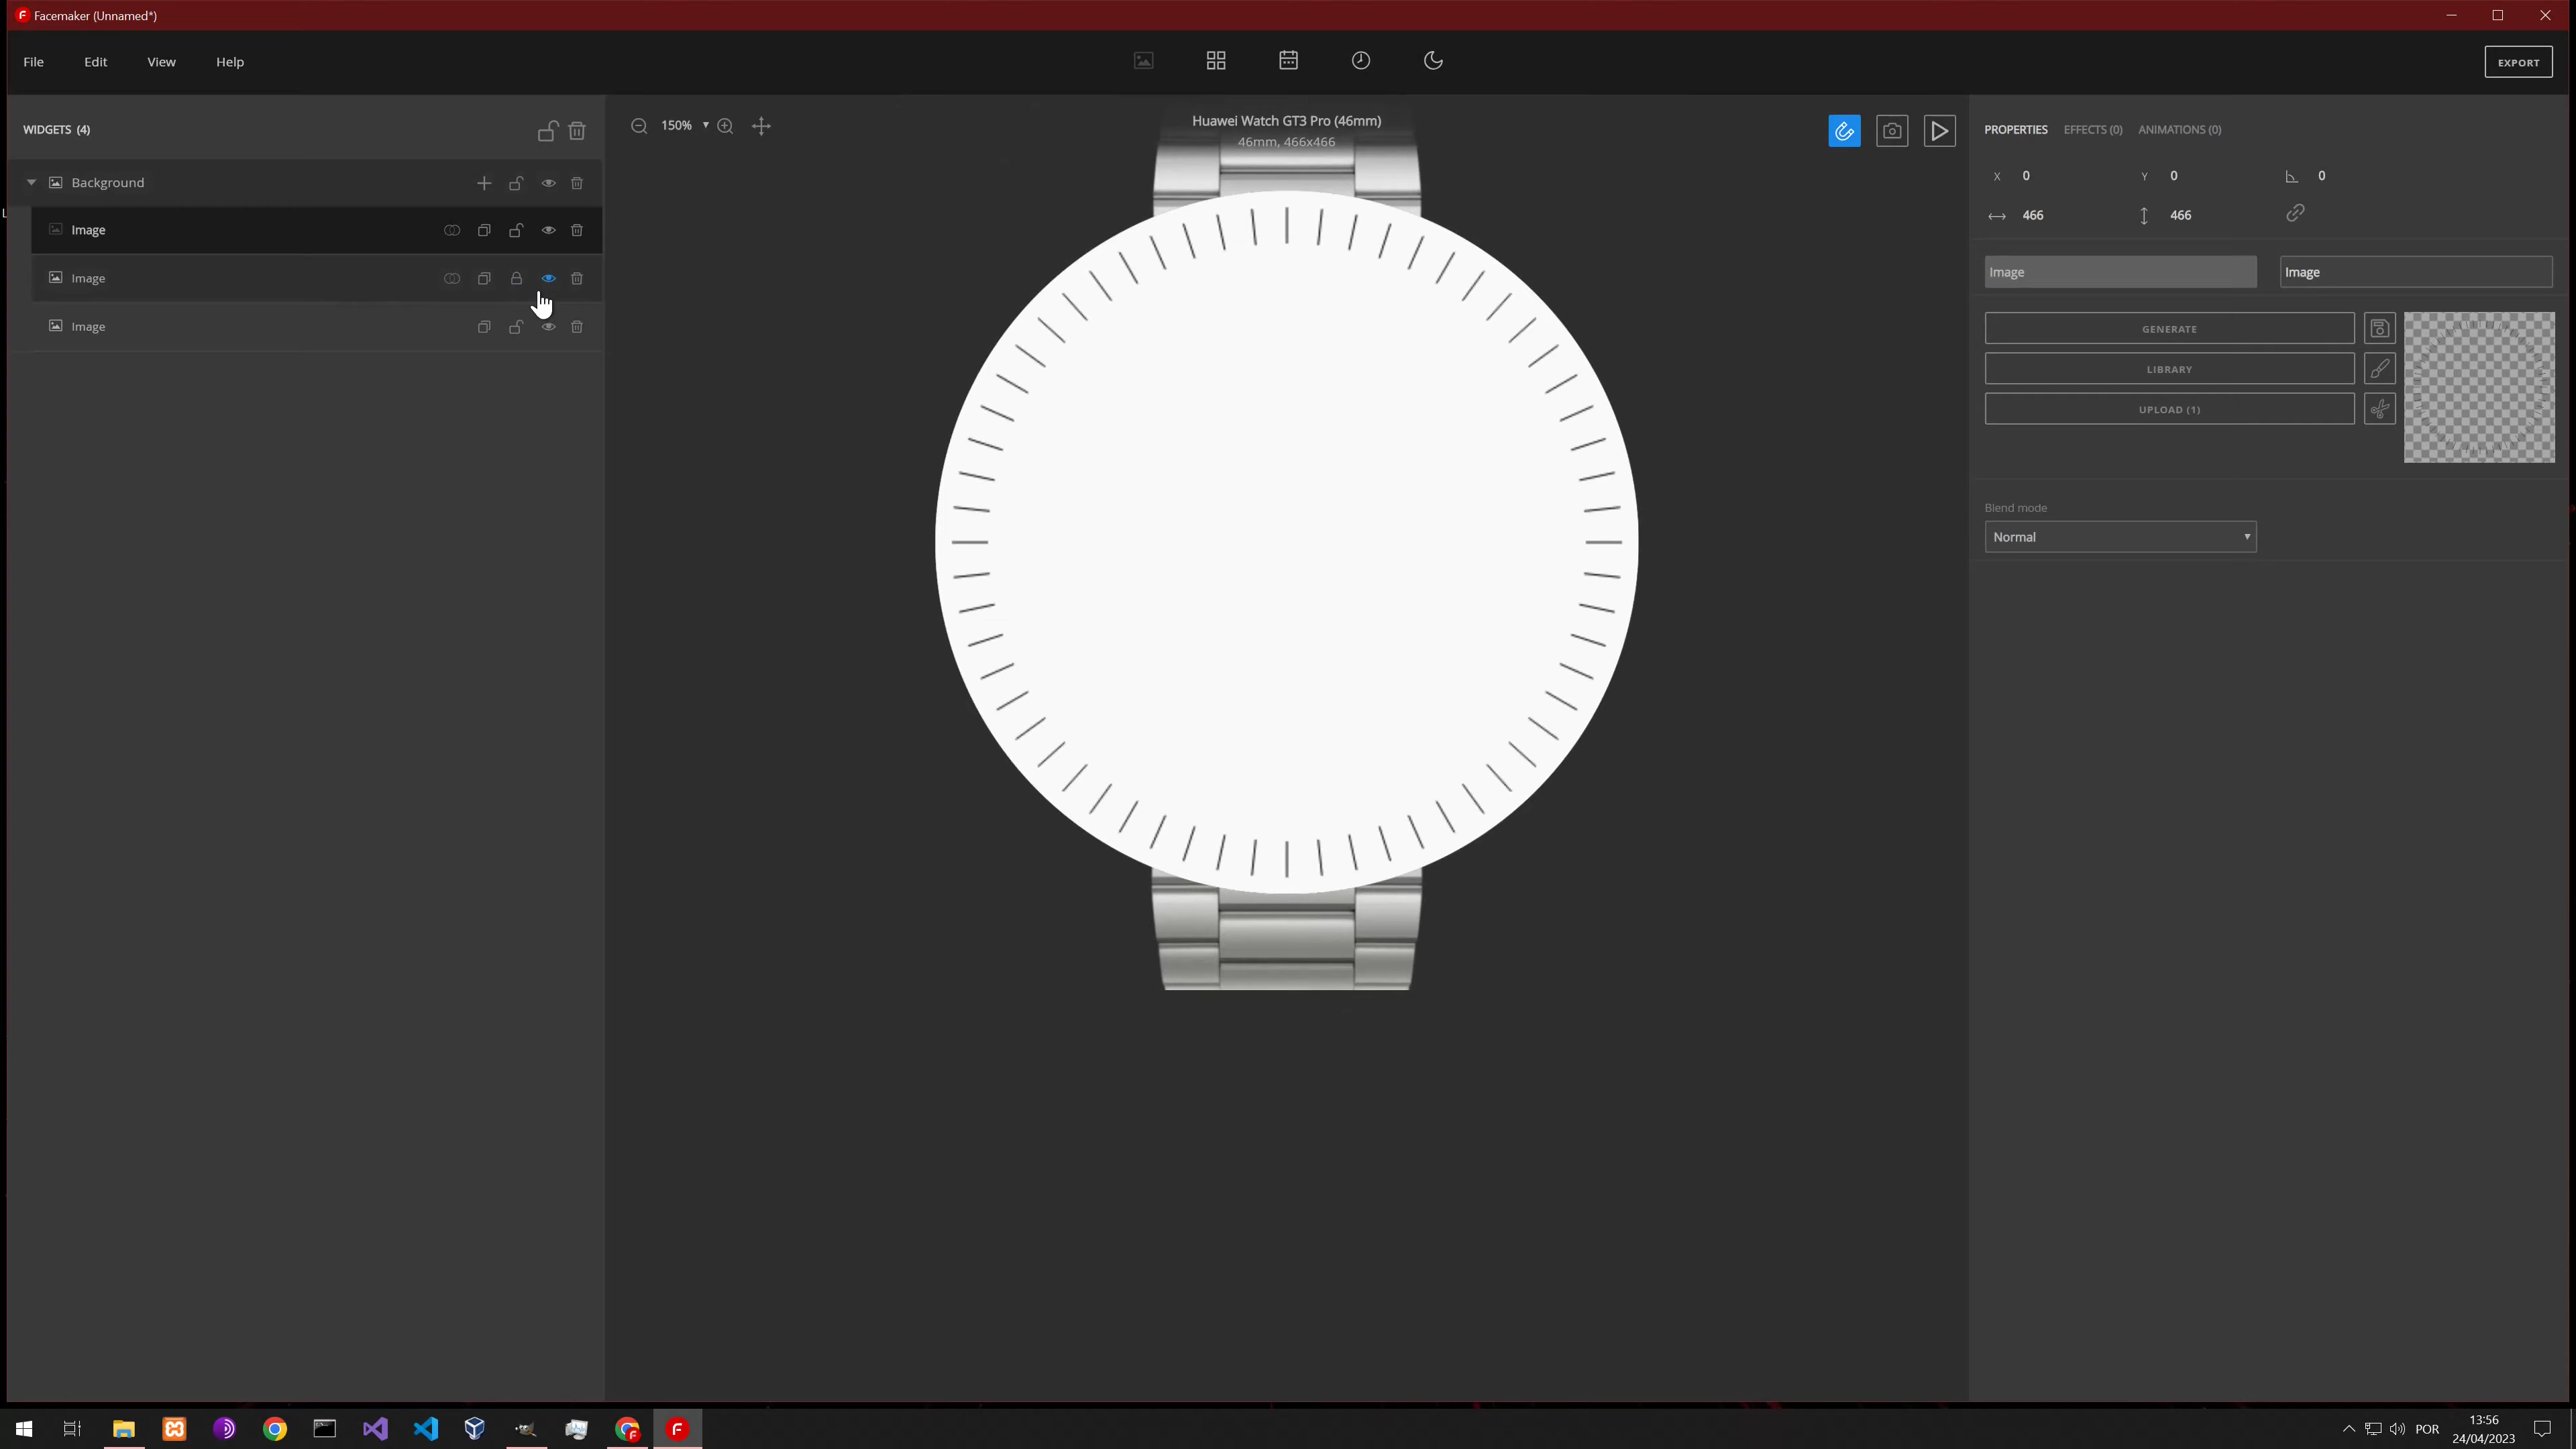 Facemaker (Unnamed*)
File Edit View Help
EXPORT
WIDGETS (4)
Background
Image
Image
Image
150%
Huawei Watch GT3 Pro (46mm)
46mm, 466x466
PROPERTIES EFFECTS (0) ANIMATIONS (0)
X 0 Y 0 0
466 466
Image Image
GENERATE
LIBRARY
UPLOAD (1)
Blend mode
Normal
POR
13:56
24/04/2023